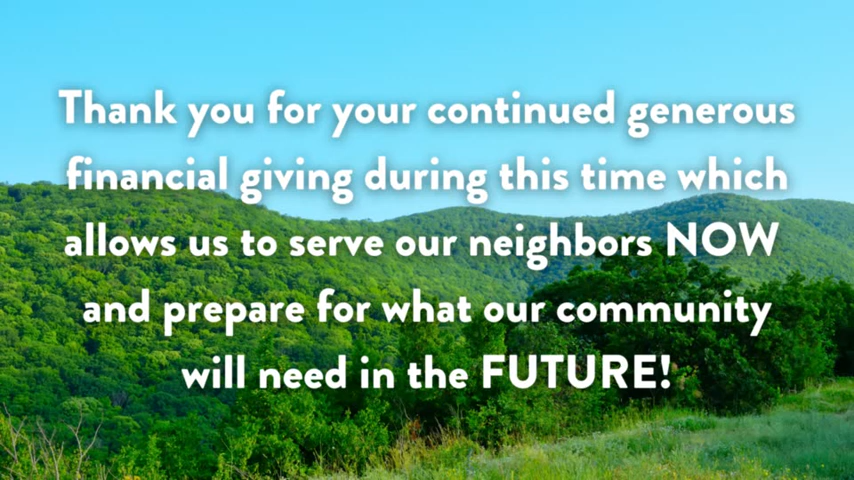 Thank you for your continued generous
financial giving during this time which
allows us to serve our neighbors NOW
and prepare for what our community
will need in the FUTURE!